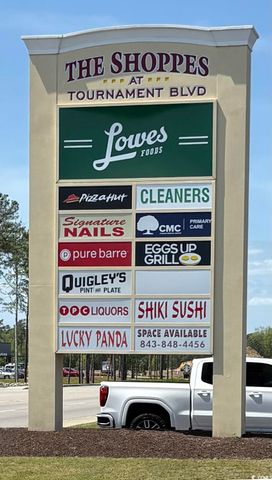 THE SHOPPES
AT
TOURNAMENT BLVD
Lowes
FOODS
Pizza Hut
CLEANERS
Signature
NAILS
CMC
PRIMARY
CARE
pure barre
EGGS UP
GRILL
QUIGLEY'S
PINT AND PLATE
TPC LIQUORS
SHIKI SUSHI
LUCKY PANDA
SPACE AVAILABLE
843-848-4456